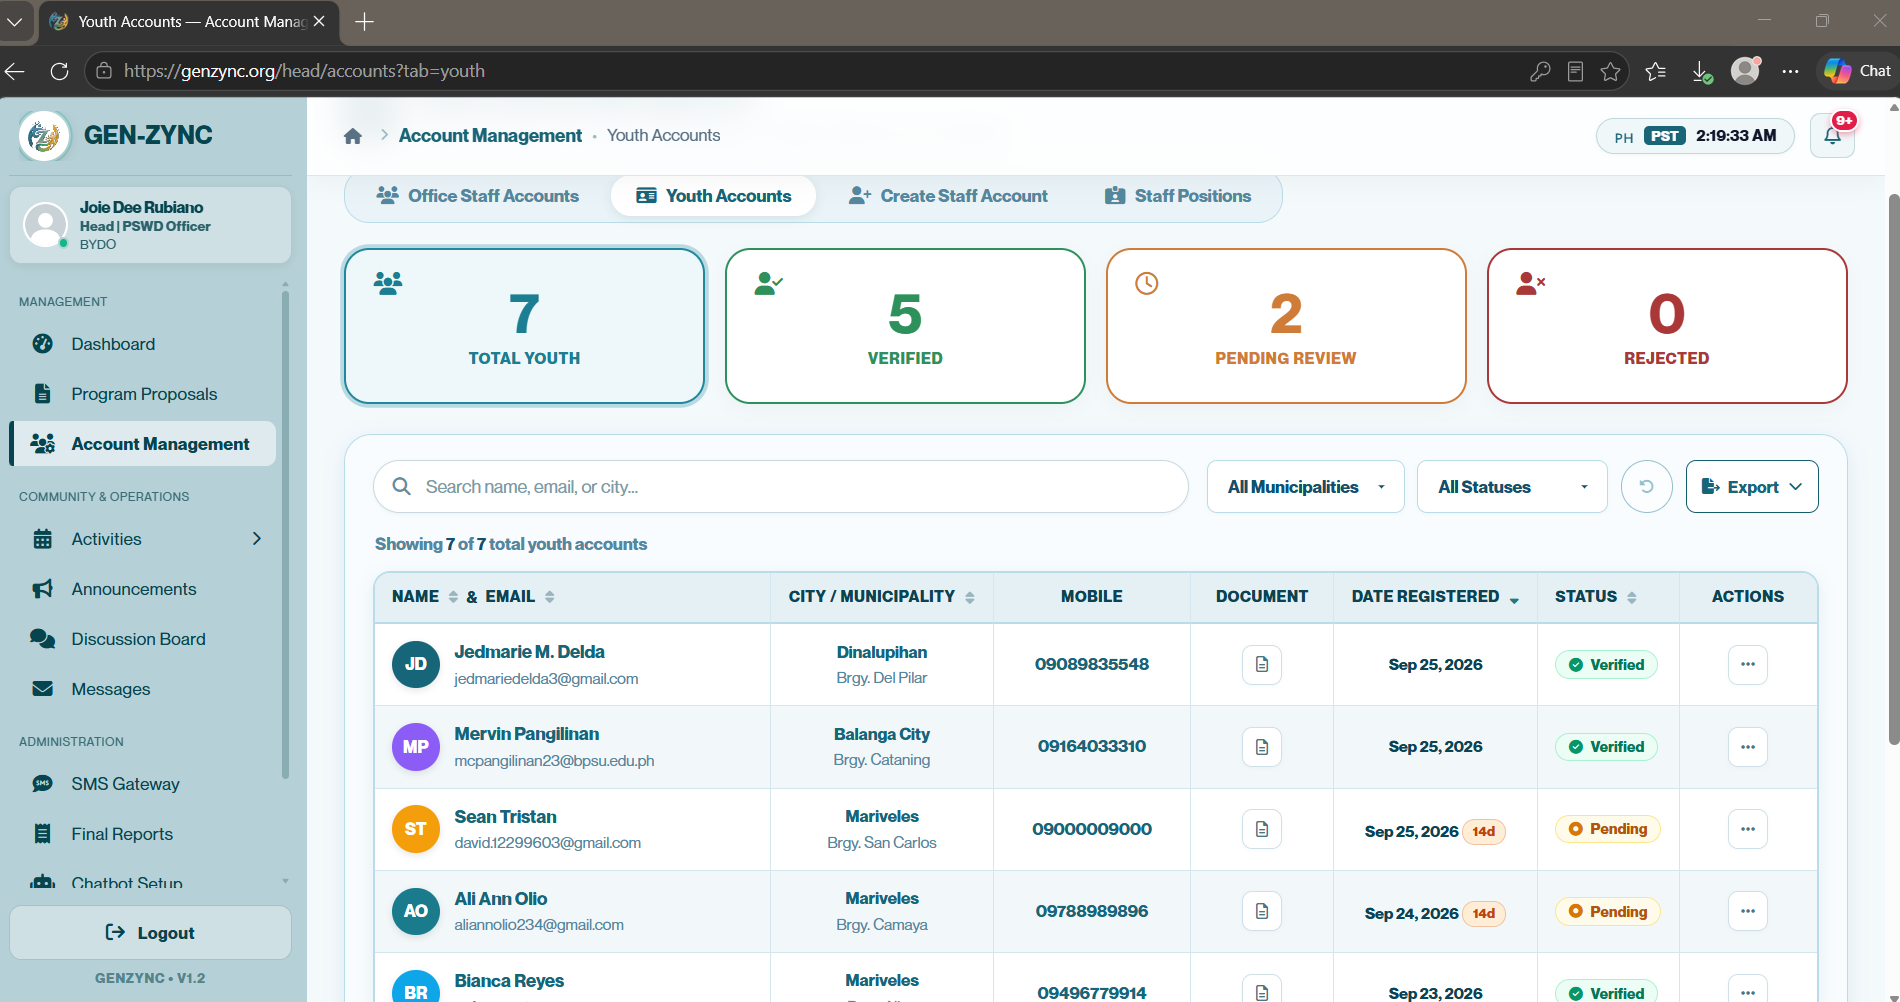 Youth Accounts — Account Manag
https://genzync.org/head/accounts?tab=youth
Chat
GEN-ZYNC
Account Management • Youth Accounts
PH PST 2:19:33 AM
9+
Joie Dee Rubiano
Head | PSWD Officer
BYDO
Office Staff Accounts
Youth Accounts
Create Staff Account
Staff Positions
7
TOTAL YOUTH
5
VERIFIED
2
PENDING REVIEW
0
REJECTED
MANAGEMENT
Dashboard
Program Proposals
Account Management
COMMUNITY & OPERATIONS
Activities
Announcements
Discussion Board
Messages
ADMINISTRATION
SMS
SMS Gateway
Final Reports
Chatbot Setup
Logout
GENZYNC • V1.2
Search name, email, or city...
All Municipalities
All Statuses
Export
Showing 7 of 7 total youth accounts
NAME & EMAIL CITY / MUNICIPALITY MOBILE DOCUMENT DATE REGISTERED STATUS ACTIONS
JD
Jedmarie M. Delda
jedmariedelda3@gmail.com
Dinalupihan
Brgy. Del Pilar
09089835548
Sep 25, 2026
Verified
MP
Mervin Pangilinan
mcpangilinan23@bpsu.edu.ph
Balanga City
Brgy. Cataning
09164033310
Sep 25, 2026
Verified
ST
Sean Tristan
david.12299603@gmail.com
Mariveles
Brgy. San Carlos
09000009000
Sep 25, 2026 14d
Pending
AO
Ali Ann Olio
aliannolio234@gmail.com
Mariveles
Brgy. Camaya
09788989896
Sep 24, 2026 14d
Pending
BR
Bianca Reyes
Mariveles
09496779914
Sep 23, 2026
Verified